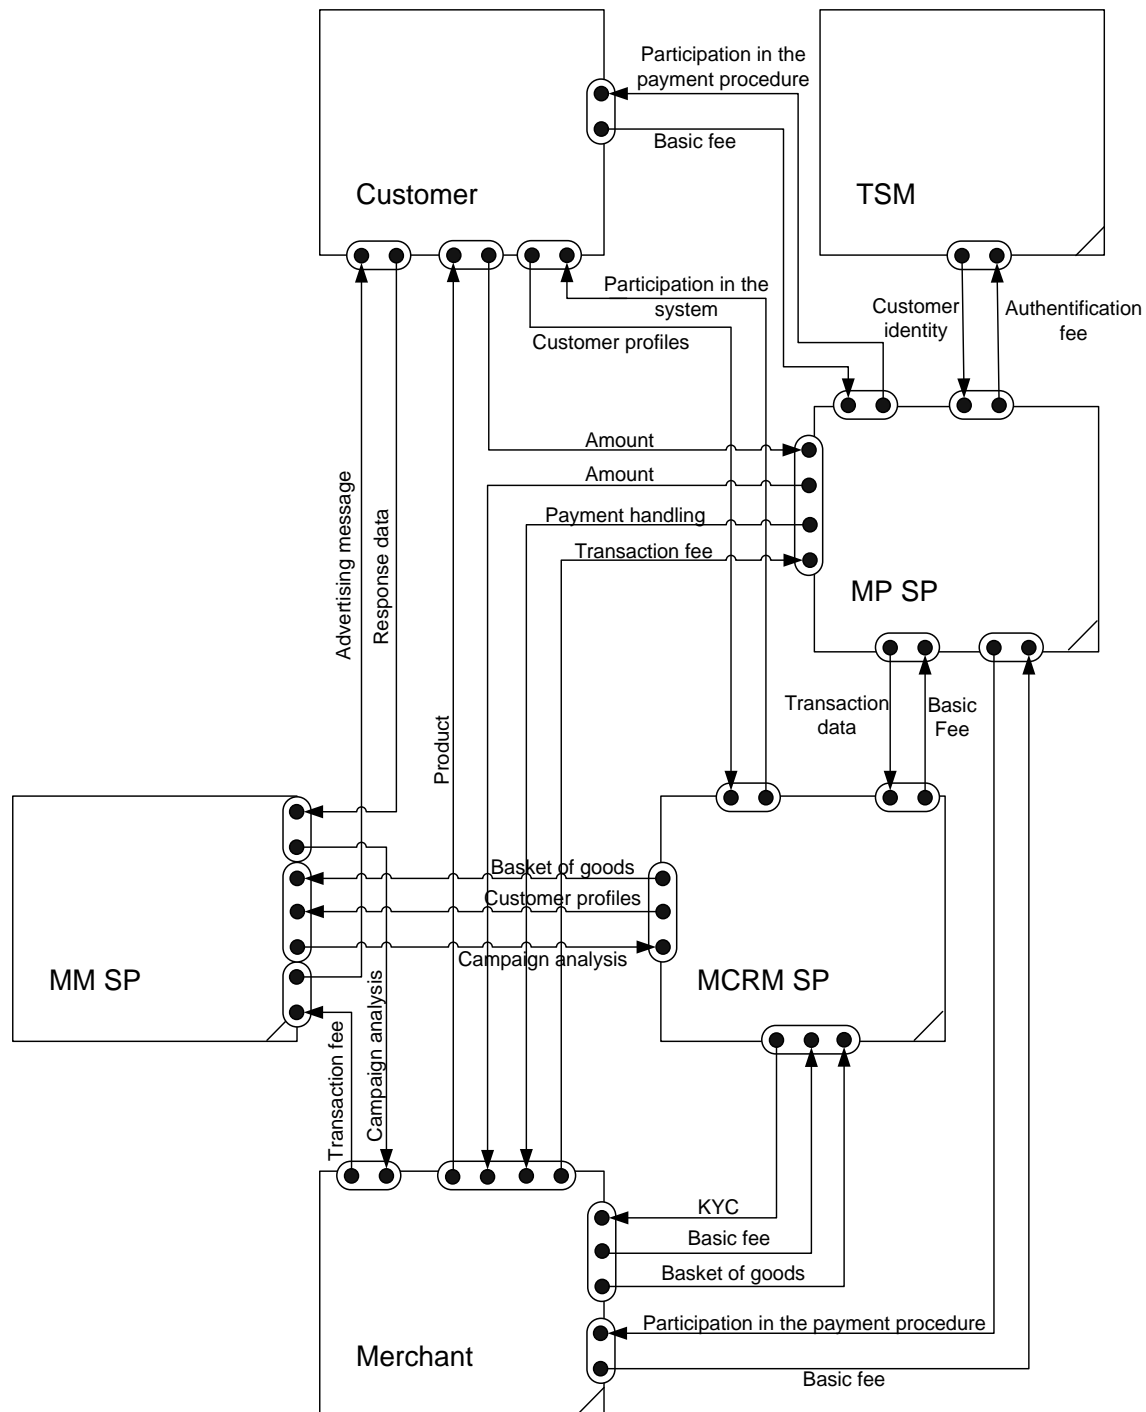 Participation in the
payment procedure
Basic fee
Customer
TSM
Participation in the
system
Customer profiles
Customer
identity
Authentification
fee
Amount
Amount
Payment handling
Transaction fee
MP SP
Advertising message
Response data
Product
Transaction
data
Basic
Fee
Basket of goods
Customer profiles
Campaign analysis
MM SP
MCRM SP
Transaction fee
Campaign analysis
KYC
Basic fee
Basket of goods
Participation in the payment procedure
Merchant
Basic fee